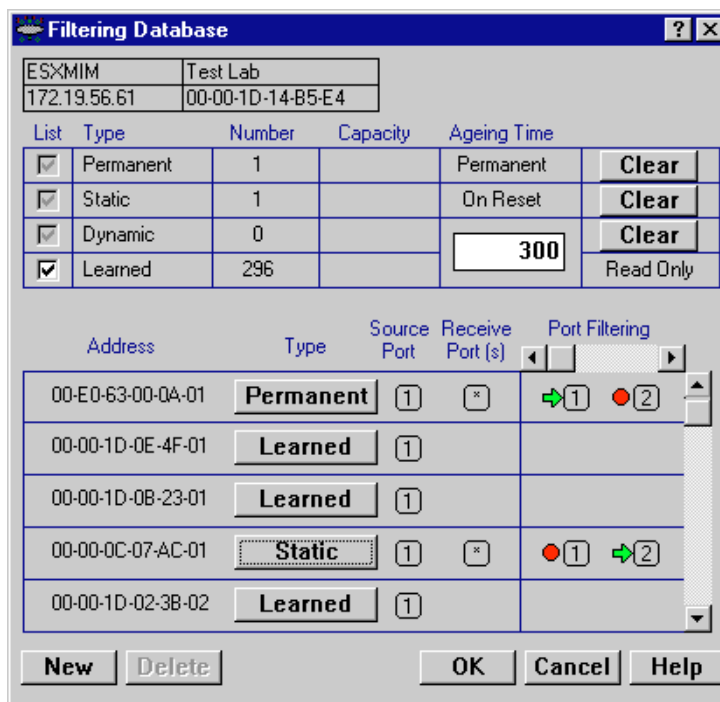 Filtering Database ? X
ESXMIM Test Lab
172.19.56.61 00-00-1D-14-B5-E4
List Type Number Capacity Ageing Time
Permanent 1 Permanent Clear
Static 1 On Reset Clear
Dynamic 0 300 Clear
Learned 296 Read Only
Address Type Source Port Receive Port (s) Port Filtering
00-E0-63-00-0A-01 Permanent 1 * 1 2
00-00-1D-0E-4F-01 Learned 1
00-00-1D-0B-23-01 Learned 1
00-00-0C-07-AC-01 Static 1 * 1 2
00-00-1D-02-3B-02 Learned 1
New Delete OK Cancel Help